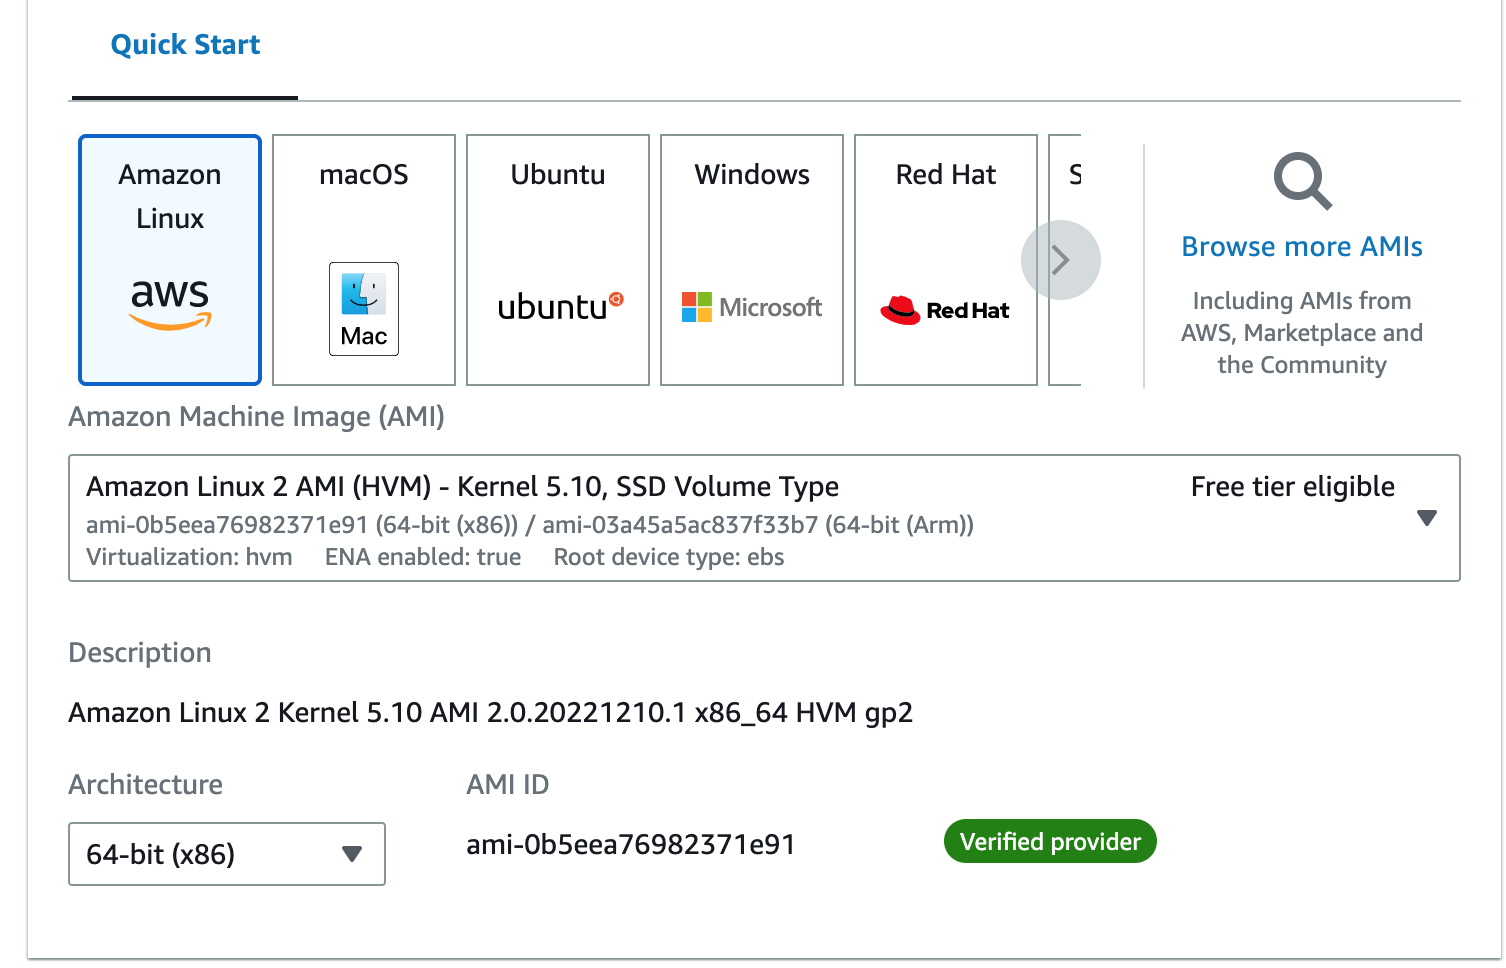 Quick Start
Amazon
Linux
aws
macOS
Mac
Ubuntu
ubuntu
Windows
Microsoft
Red Hat
Red Hat
S
Browse more AMIs
Including AMIs from
AWS, Marketplace and
the Community
Amazon Machine Image (AMI)
Amazon Linux 2 AMI (HVM) - Kernel 5.10, SSD Volume Type
Free tier eligible
ami-0b5eea76982371e91 (64-bit (x86)) / ami-03a45a5ac837f33b7 (64-bit (Arm))
Virtualization: hvm ENA enabled: true Root device type: ebs
Description
Amazon Linux 2 Kernel 5.10 AMI 2.0.20221210.1 x86_64 HVM gp2
Architecture
64-bit (x86)
AMI ID
ami-0b5eea76982371e91
Verified provider